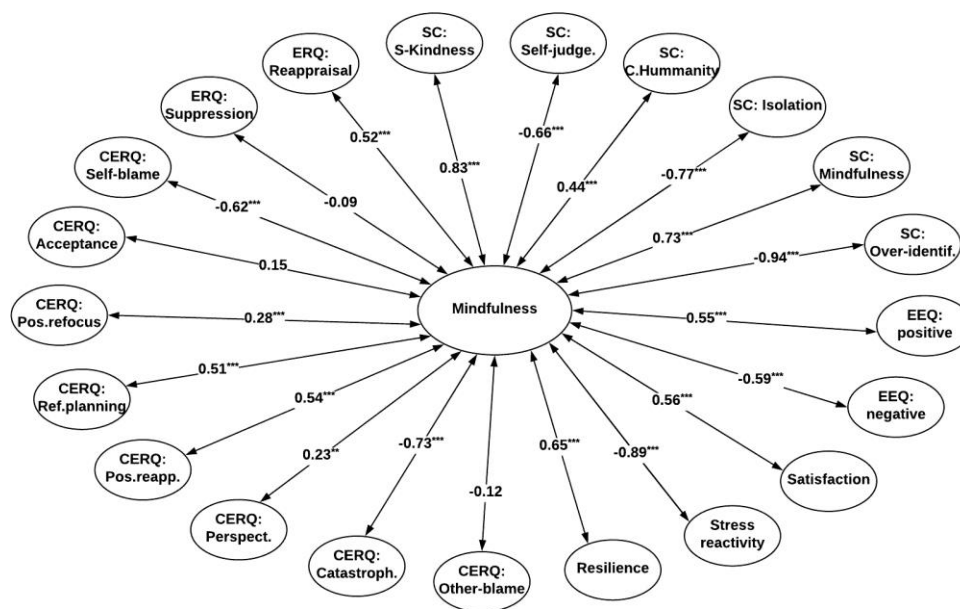 SC:
S-Kindness
SC:
Self-judge.
SC:
C.Hummanity
ERQ:
Reappraisal
ERQ:
Suppression
SC: Isolation
CERQ:
Self-blame
SC:
Mindfulness
CERQ:
Acceptance
SC:
Over-identif.
CERQ:
Pos.refocus
EEQ:
positive
CERQ:
Ref.planning
EEQ:
negative
CERQ:
Pos.reapp.
Satisfaction
CERQ:
Perspect.
Stress
reactivity
CERQ:
Catastroph.
CERQ:
Other-blame
Resilience
Mindfulness
0.52***
0.83***
-0.66***
0.44***
-0.77***
0.73***
-0.94***
0.55***
-0.59***
0.56***
-0.89***
0.65***
-0.12
-0.73***
0.23**
0.54***
0.51***
0.28***
0.15
-0.62***
-0.09